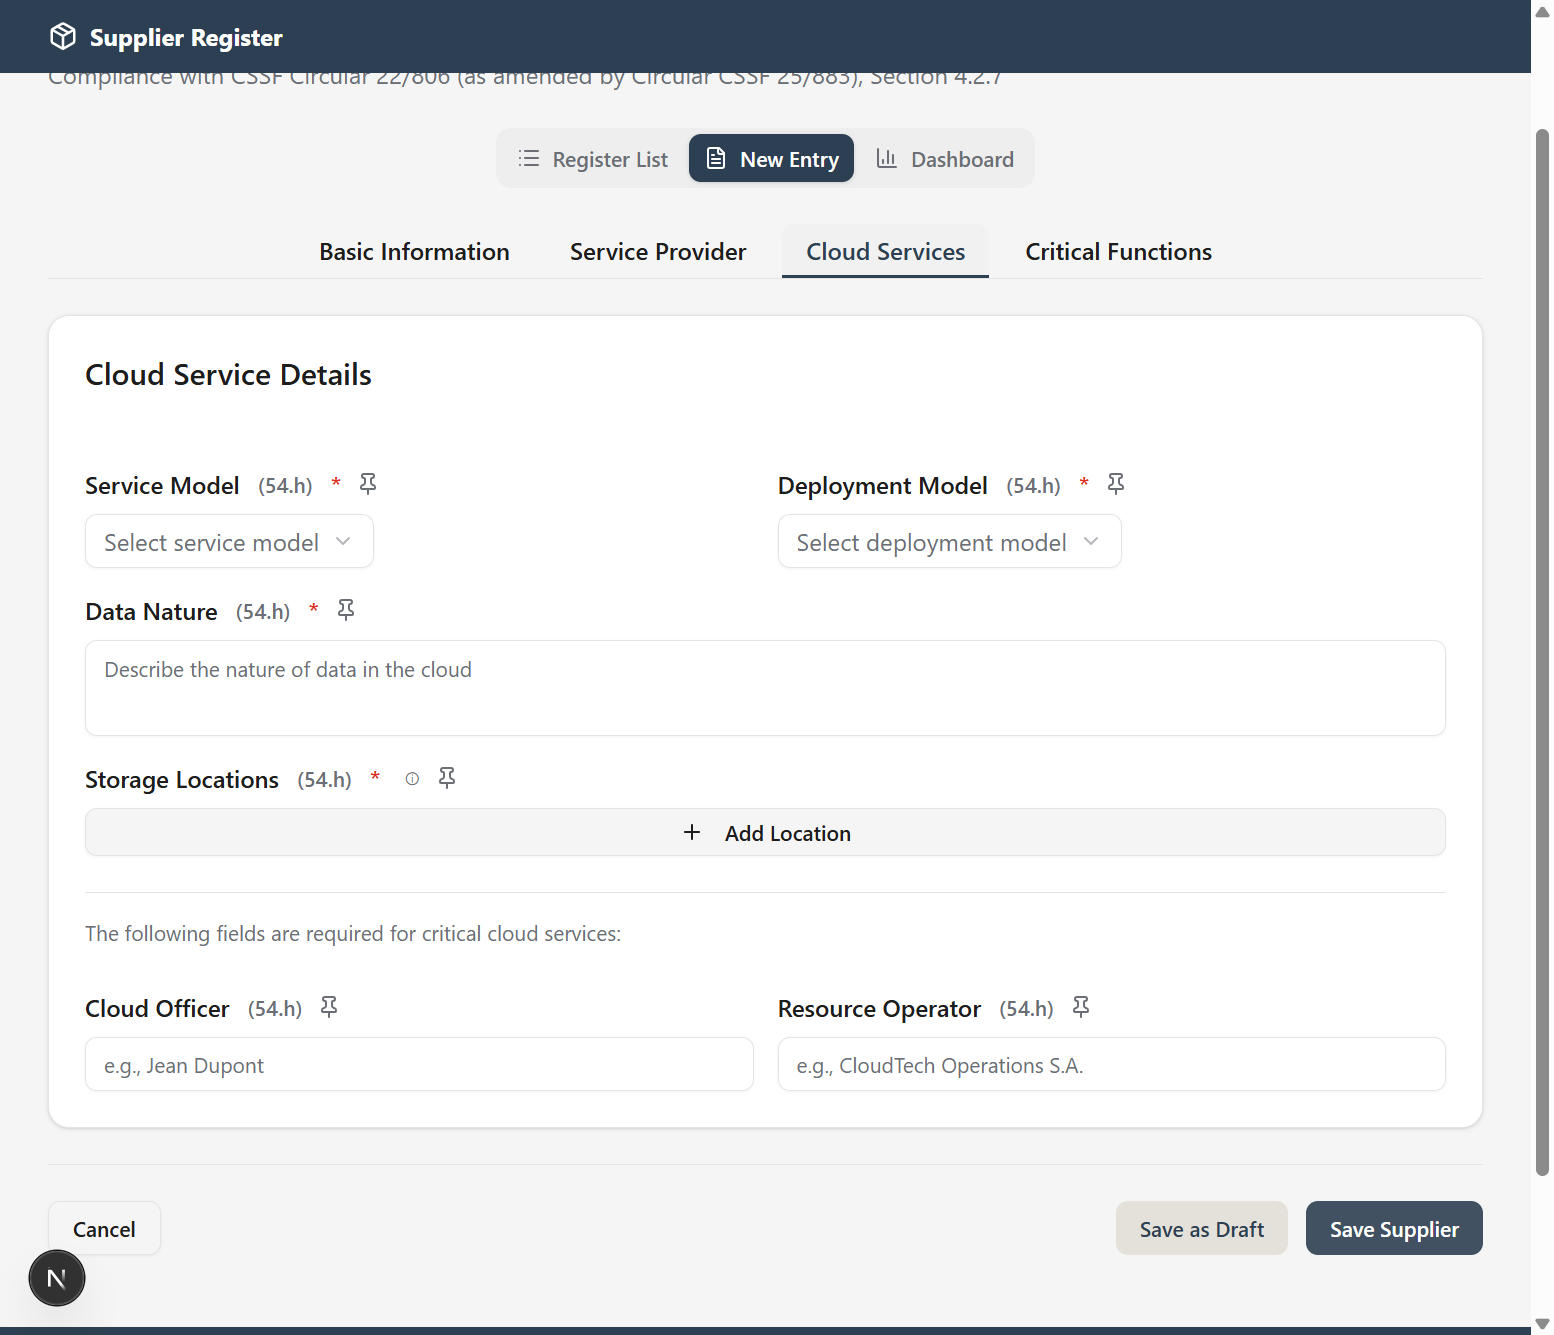 Supplier Register
Compliance with CSSF Circular 22/806 (as amended by Circular CSSF 25/883), Section 4.2.7
Register List
New Entry
Dashboard
Basic Information
Service Provider
Cloud Services
Critical Functions
Cloud Service Details
Service Model (54.h) *
Deployment Model (54.h) *
Select service model
Select deployment model
Data Nature (54.h) *
Describe the nature of data in the cloud
Storage Locations (54.h) *
+ Add Location
The following fields are required for critical cloud services:
Cloud Officer (54.h)
Resource Operator (54.h)
e.g., Jean Dupont
e.g., CloudTech Operations S.A.
Cancel
Save as Draft
Save Supplier
N